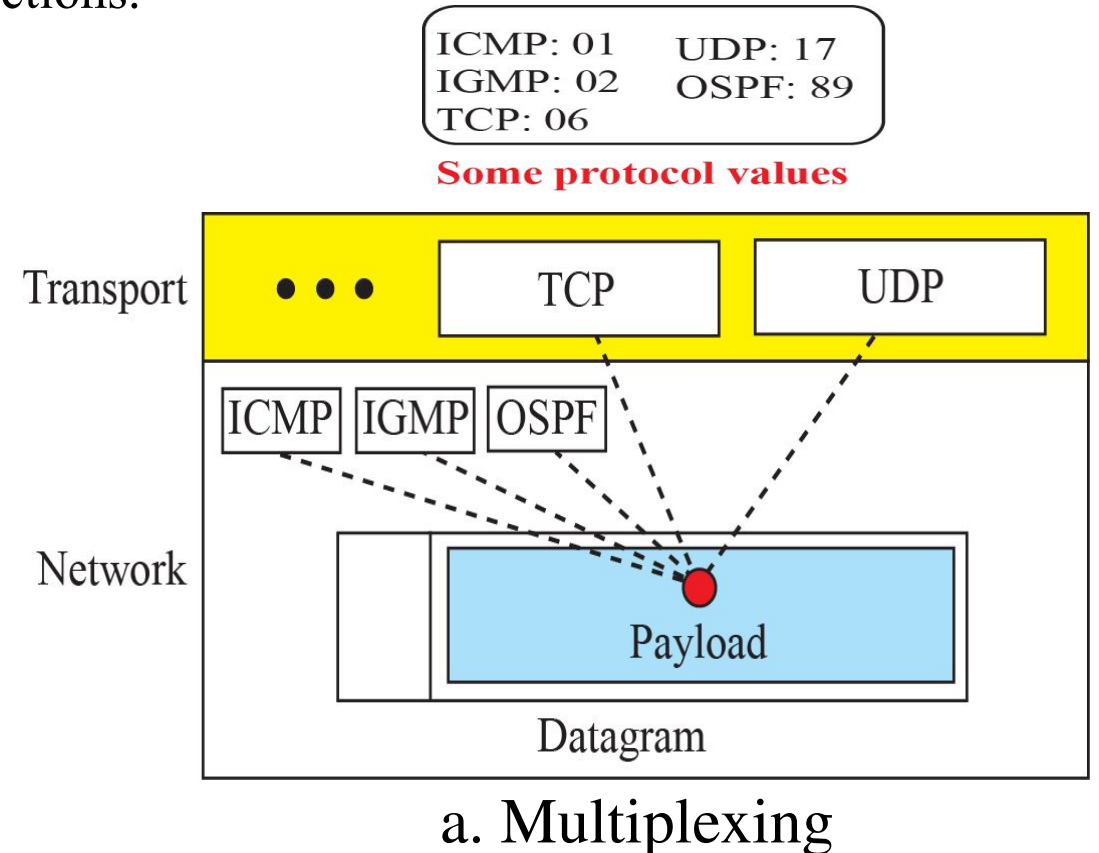 ctions.
ICMP: 01 UDP: 17
IGMP: 02 OSPF: 89
TCP: 06
Some protocol values
Transport TCP UDP
ICMP IGMP OSPF
Network
Payload
Datagram
a. Multiplexing